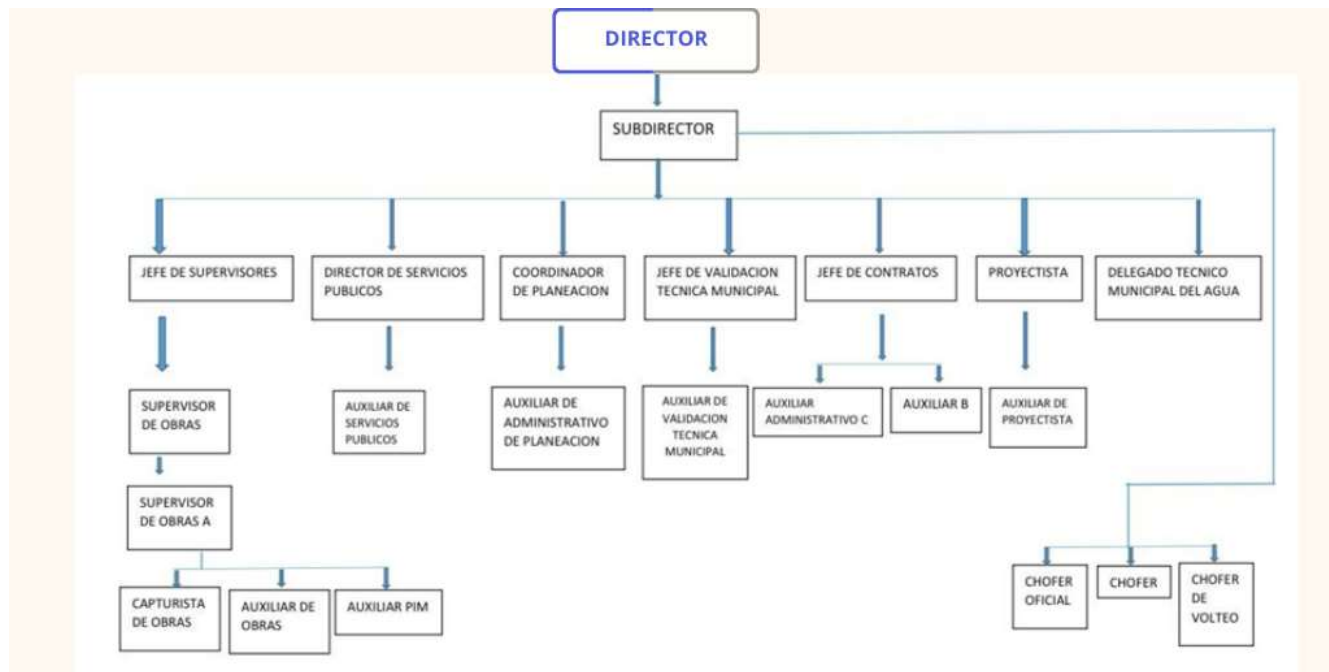 DIRECTOR
SUBDIRECTOR
JEFE DE SUPERVISORES
DIRECTOR DE SERVICIOS
PUBLICOS
COORDINADOR
DE PLANEACION
JEFE DE VALIDACION
TECNICA MUNICIPAL
JEFE DE CONTRATOS
PROYECTISTA
DELEGADO TECNICO
MUNICIPAL DEL AGUA
SUPERVISOR
DE OBRAS
AUXILIAR DE
SERVICIOS
PUBLICOS
AUXILIAR DE
ADMINISTRATIVO
DE PLANEACION
AUXILIAR DE
VALIDACION
TECNICA
MUNICIPAL
AUXILIAR
ADMINISTRATIVO C
AUXILIAR B
AUXILIAR DE
PROYECTISTA
SUPERVISOR
DE OBRAS A
CAPTURISTA
DE OBRAS
AUXILIAR DE
OBRAS
AUXILIAR PIM
CHOFER
OFICIAL
CHOFER
CHOFER
DE
VOLTEO